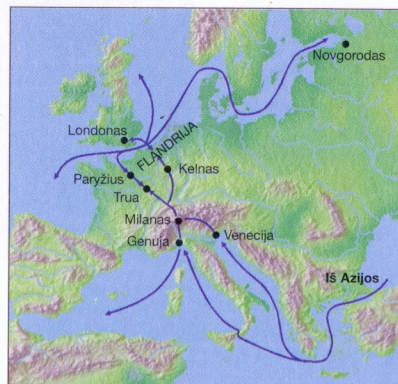 Novgorodas
Londonas
FLANDRIJA
Kelnas
Paryžius
Trua
Milanas
Genuja
Venecija
Iš Azijos